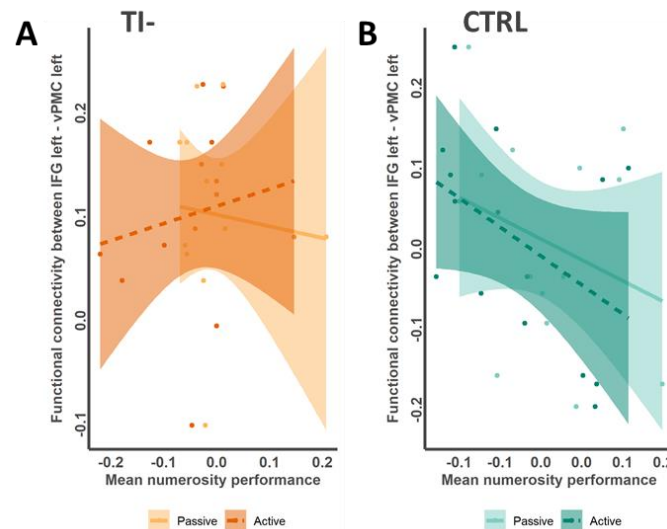 A
TI-
Functional connectivity between IFG left - vPMC left
0.2
0.1
0.0
-0.1
-0.2 -0.1 0.0 0.1 0.2
Mean numerosity performance
Passive Active
B
CTRL
Functional connectivity between IFG left - vPMC left
0.2
0.1
0.0
-0.1
-0.2
-0.1 -0.1 0.0 0.0 0.1 0.2
Mean numerosity performance
Passive Active